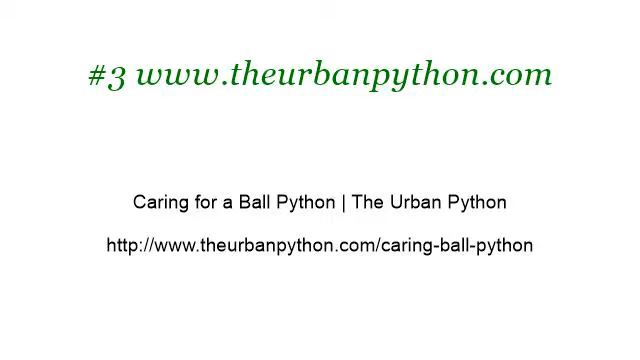 #3 www.theurbanpython.com
Caring for a Ball Python | The Urban Python
http://www.theurbanpython.com/caring-ball-python